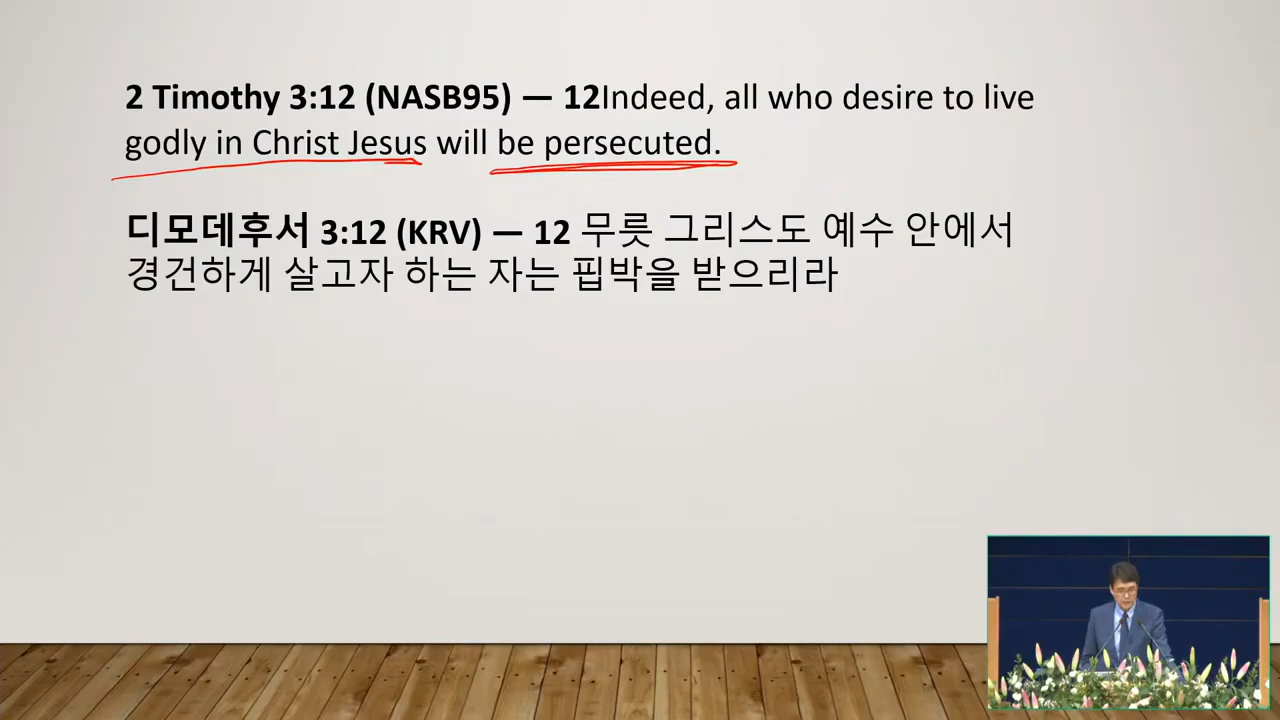 2 Timothy 3:12 (NASB95) — 12Indeed, all who desire to live
godly in Christ Jesus will be persecuted.
디모데후서 3:12 (KRV) — 12 무릇 그리스도 예수 안에서
경건하게 살고자 하는 자는 핍박을 받으리라